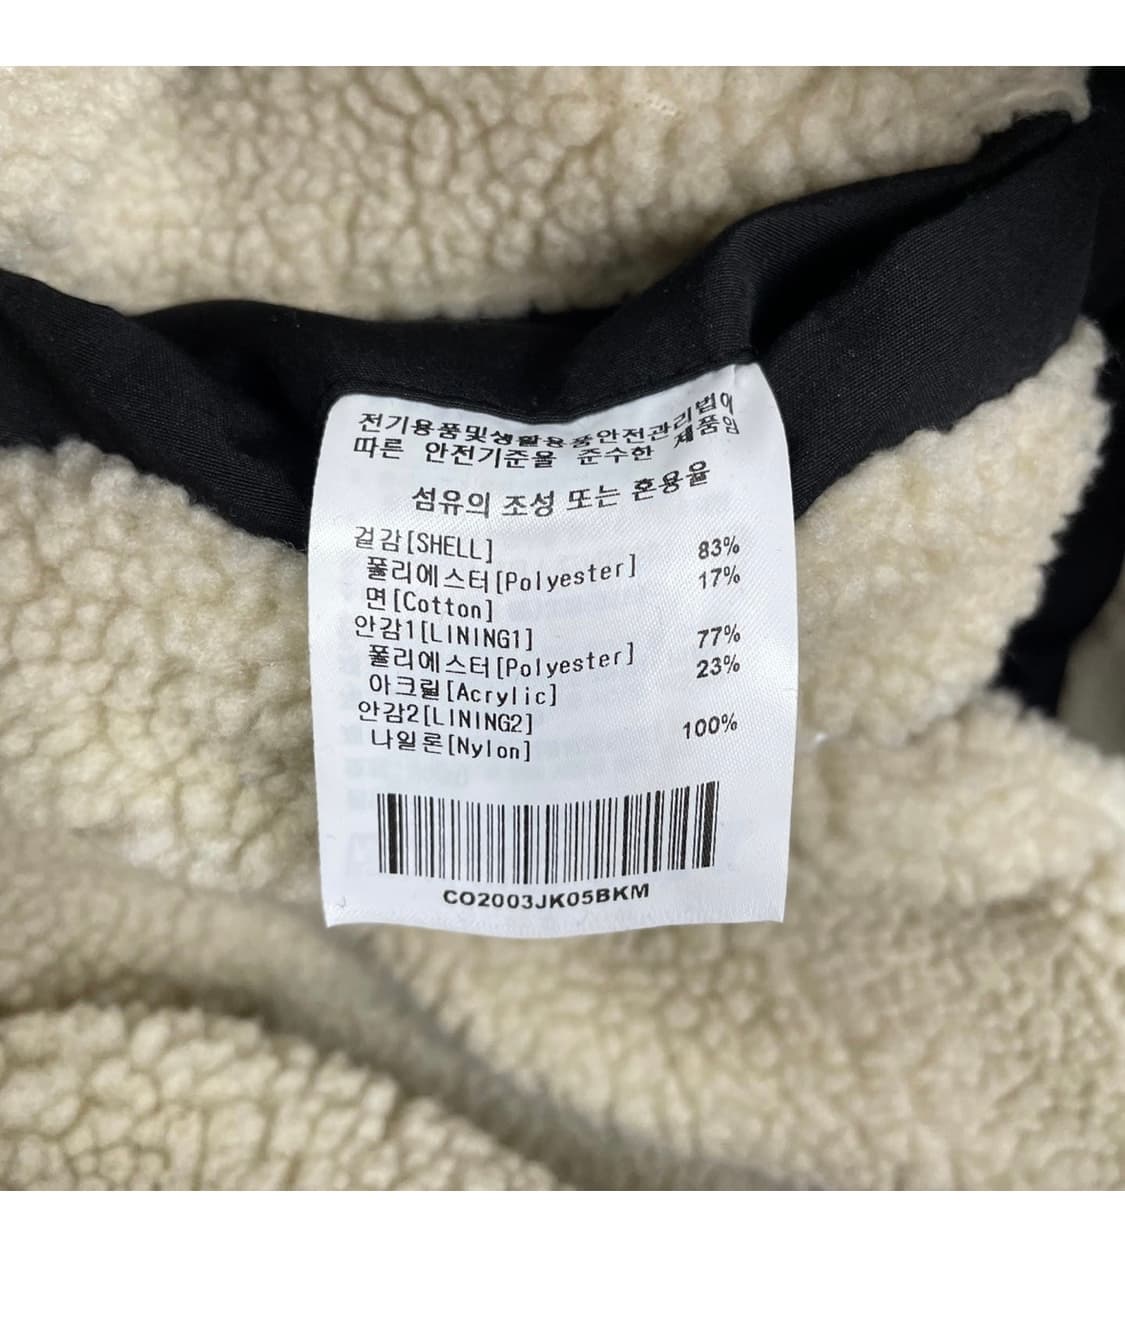 전기용품및생활용품안전관리법에
따른 안전기준을 준수한 제품임
섬유의 조성 또는 혼용율
겉감[SHELL]
폴리에스터[Polyester] 83%
면[Cotton] 17%
안감1[LINING1]
폴리에스터[Polyester] 77%
아크릴[Acrylic] 23%
안감2[LINING2]
나일론[Nylon] 100%
CO2003JK05BKM